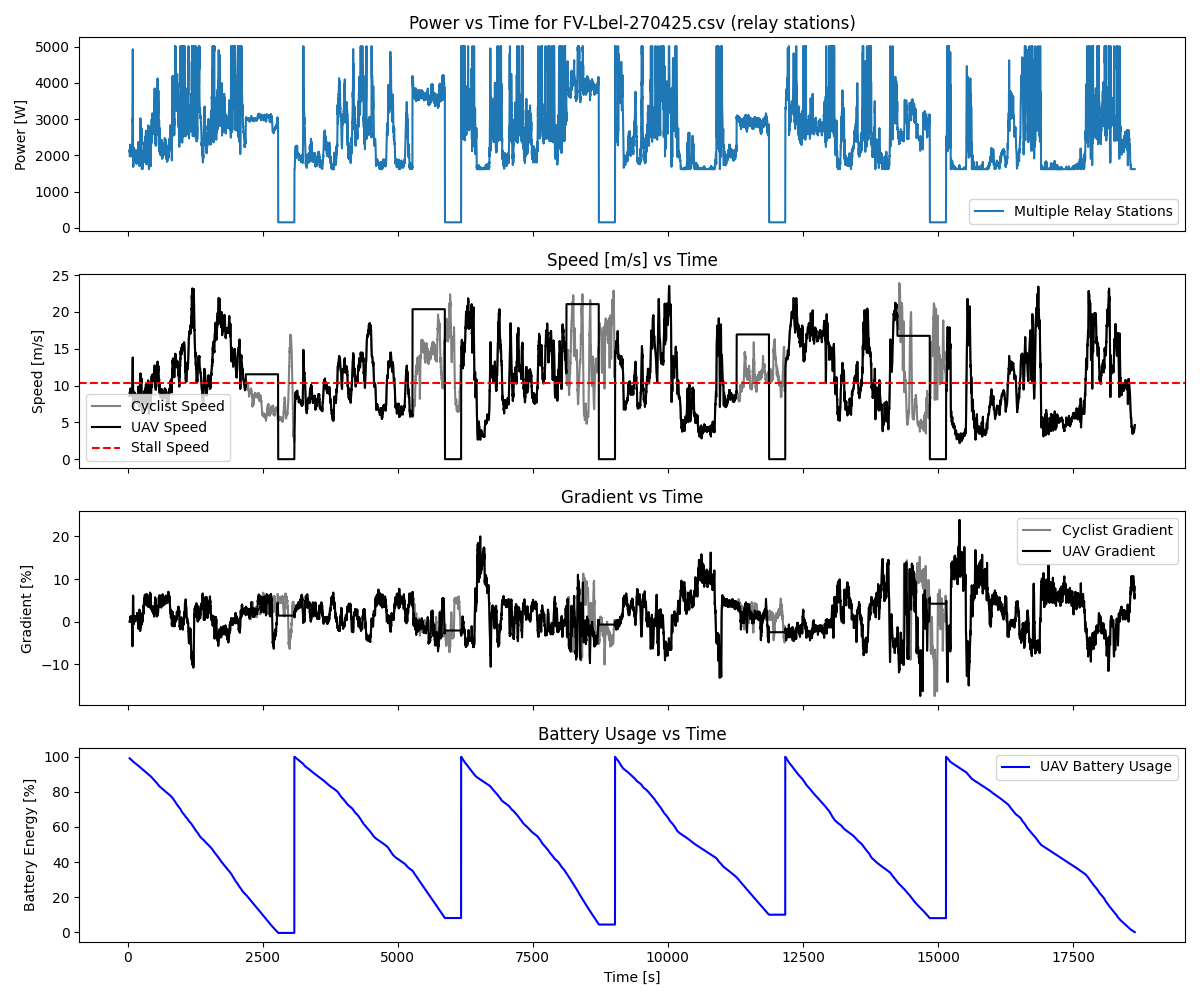 Power vs Time for FV-Lbel-270425.csv (relay stations)
5000
4000
3000
2000
1000
0
Power [W]
Multiple Relay Stations
Speed [m/s] vs Time
25
20
15
10
5
0
Speed [m/s]
Cyclist Speed
UAV Speed
Stall Speed
Gradient vs Time
20
10
0
−10
Gradient [%]
Cyclist Gradient
UAV Gradient
Battery Usage vs Time
100
80
60
40
20
0
Battery Energy [%]
UAV Battery Usage
0 2500 5000 7500 10000 12500 15000 17500
Time [s]